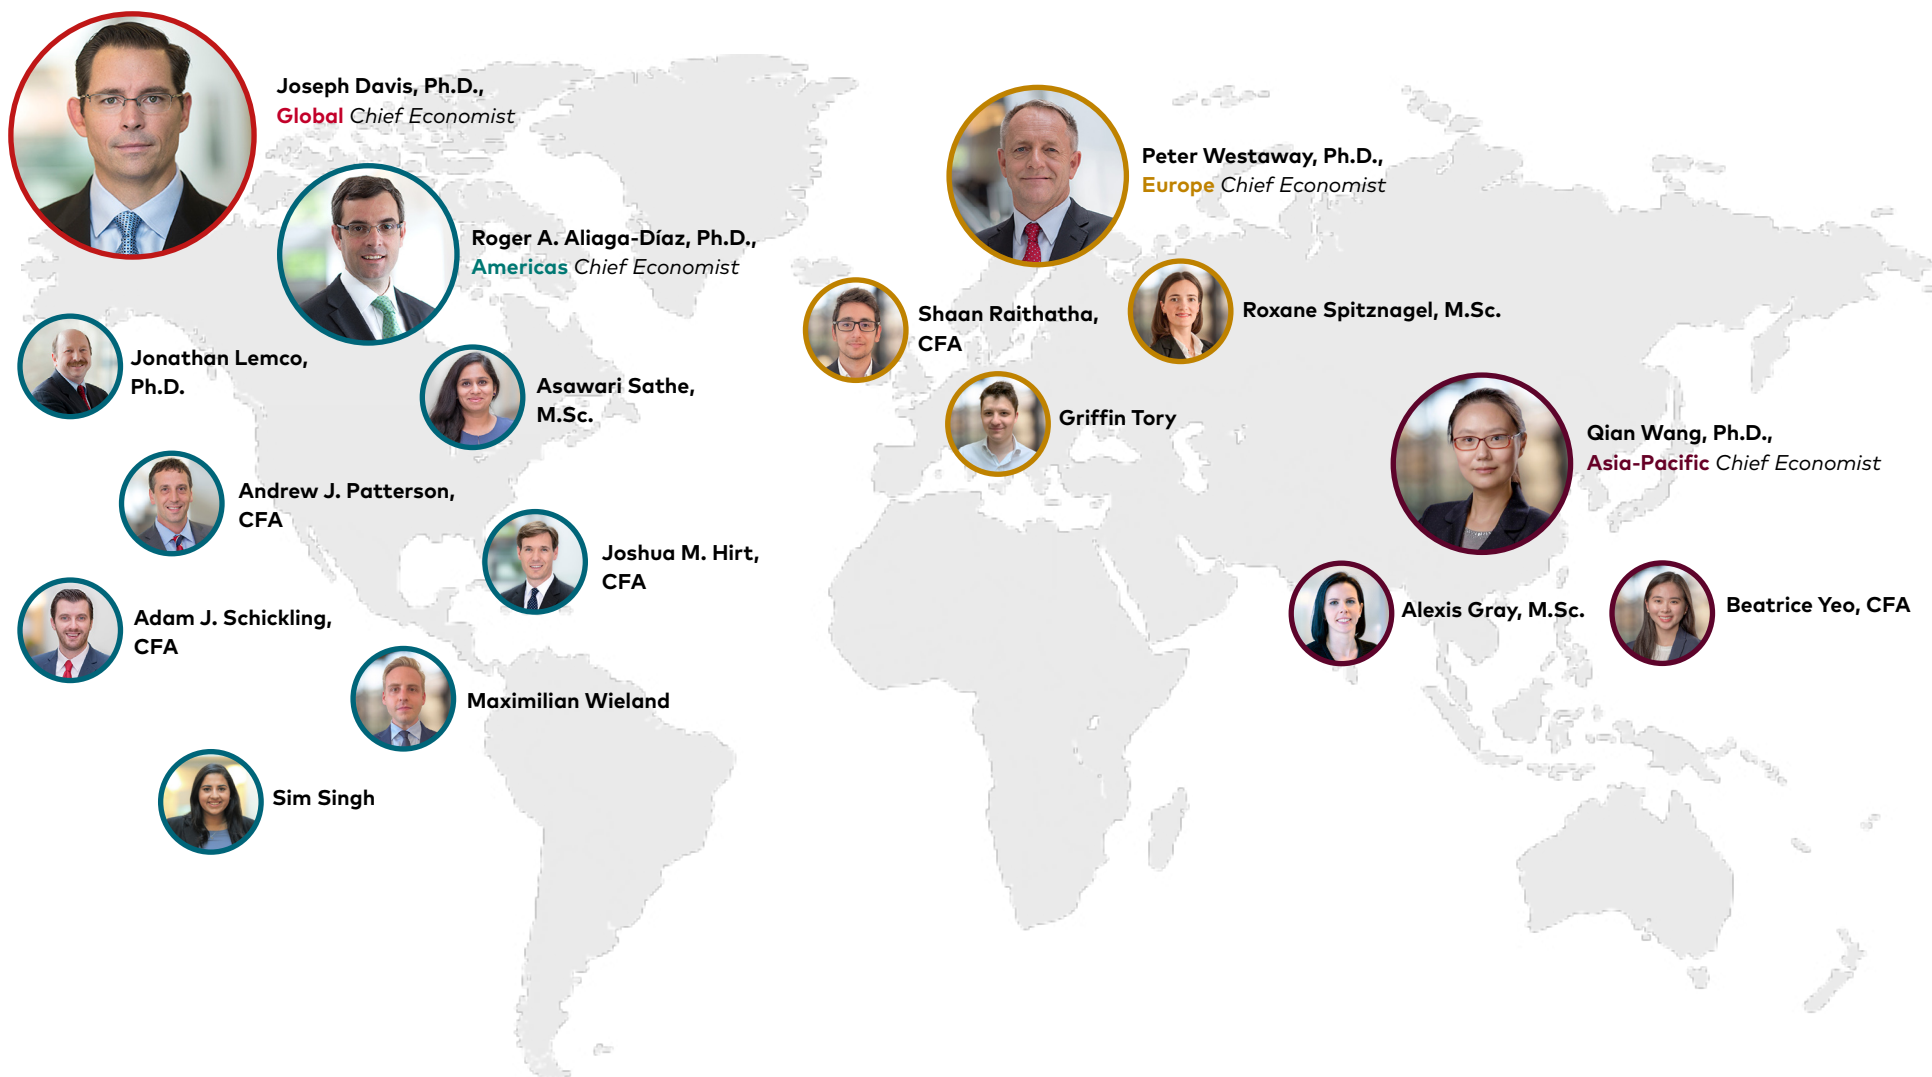 Joseph Davis, Ph.D.,
Global Chief Economist
Roger A. Aliaga-Díaz, Ph.D.,
Americas Chief Economist
Jonathan Lemco,
Ph.D.
Asawari Sathe,
M.Sc.
Andrew J. Patterson,
CFA
Joshua M. Hirt,
CFA
Adam J. Schickling,
CFA
Maximilian Wieland
Sim Singh
Peter Westaway, Ph.D.,
Europe Chief Economist
Shaan Raithatha,
CFA
Roxane Spitznagel, M.Sc.
Griffin Tory
Qian Wang, Ph.D.,
Asia-Pacific Chief Economist
Alexis Gray, M.Sc.
Beatrice Yeo, CFA